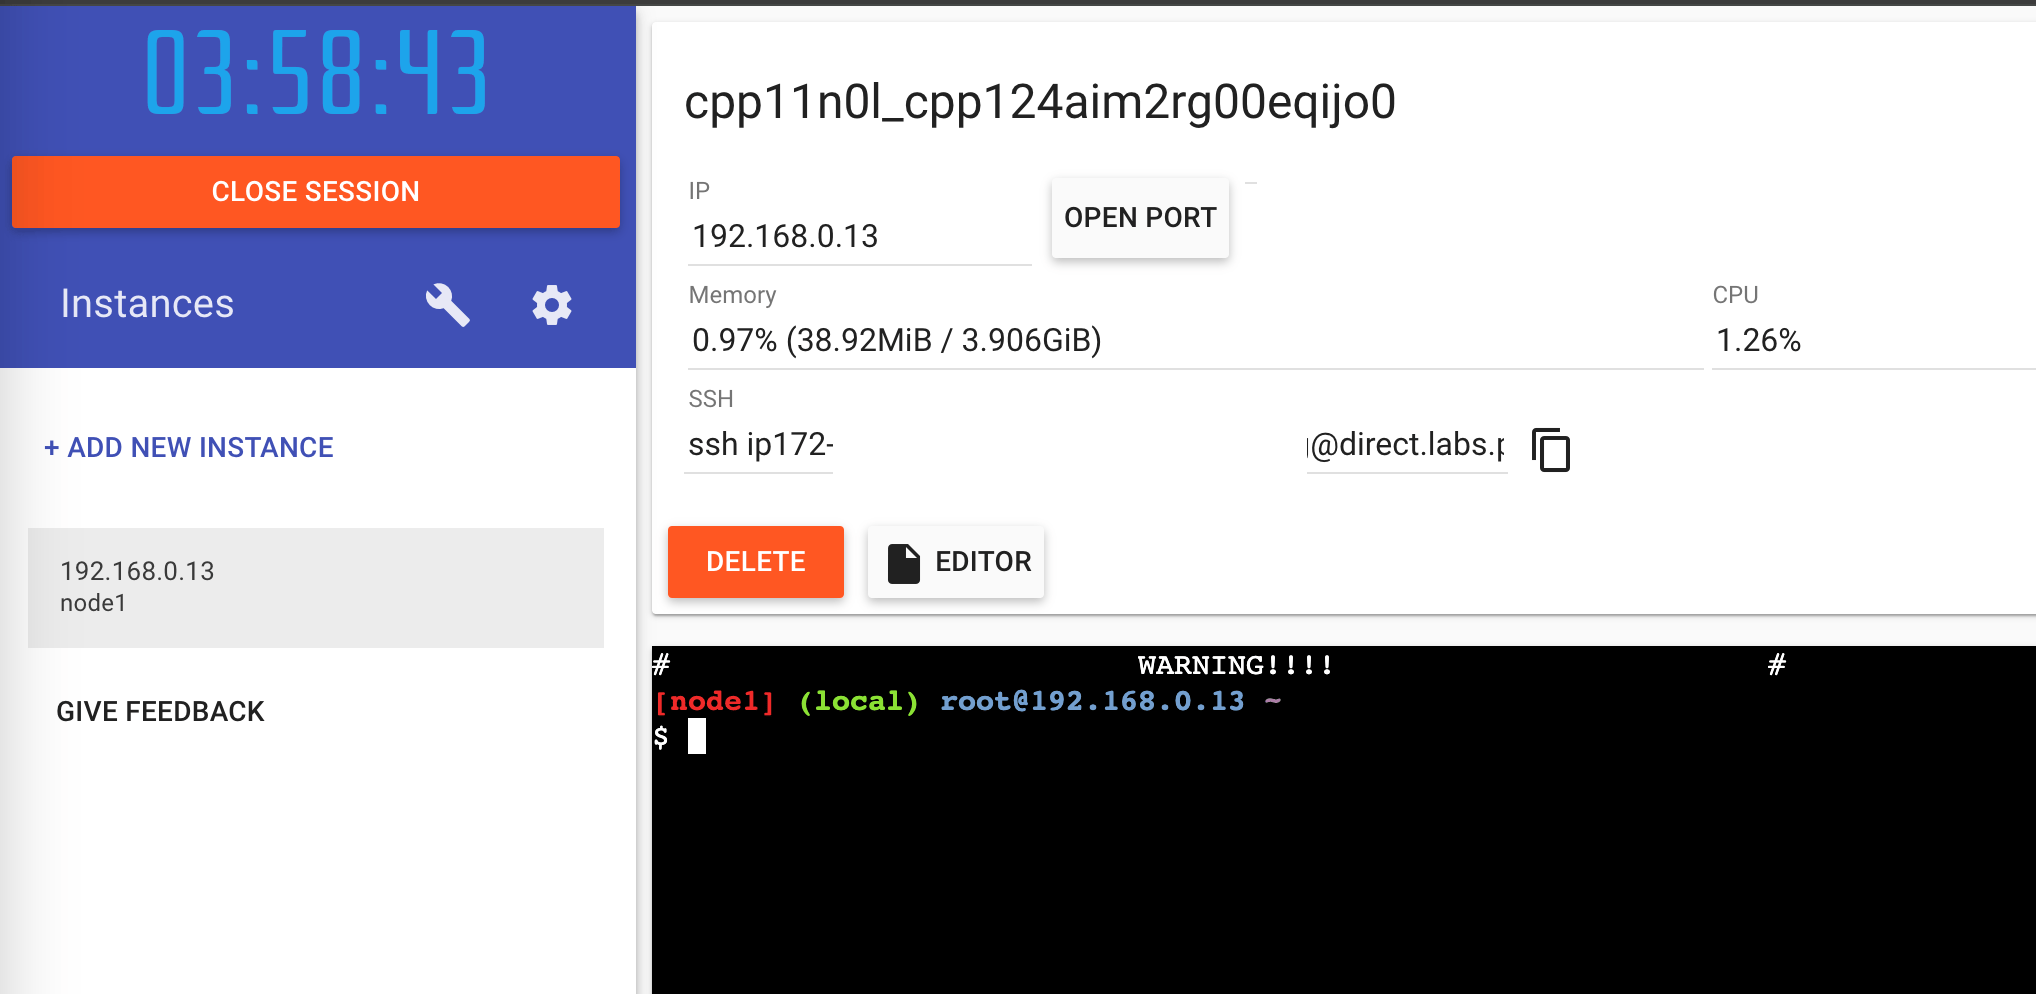 03:58:43
CLOSE SESSION
Instances
+ ADD NEW INSTANCE
192.168.0.13
node1
GIVE FEEDBACK
cpp11n0l_cpp124aim2rg00eqijo0
IP
192.168.0.13
OPEN PORT
Memory
0.97% (38.92MiB / 3.906GiB)
CPU
1.26%
SSH
ssh ip172-
@direct.labs.p
DELETE
EDITOR
# WARNING!!!! #
[node1] (local) root@192.168.0.13 ~
$